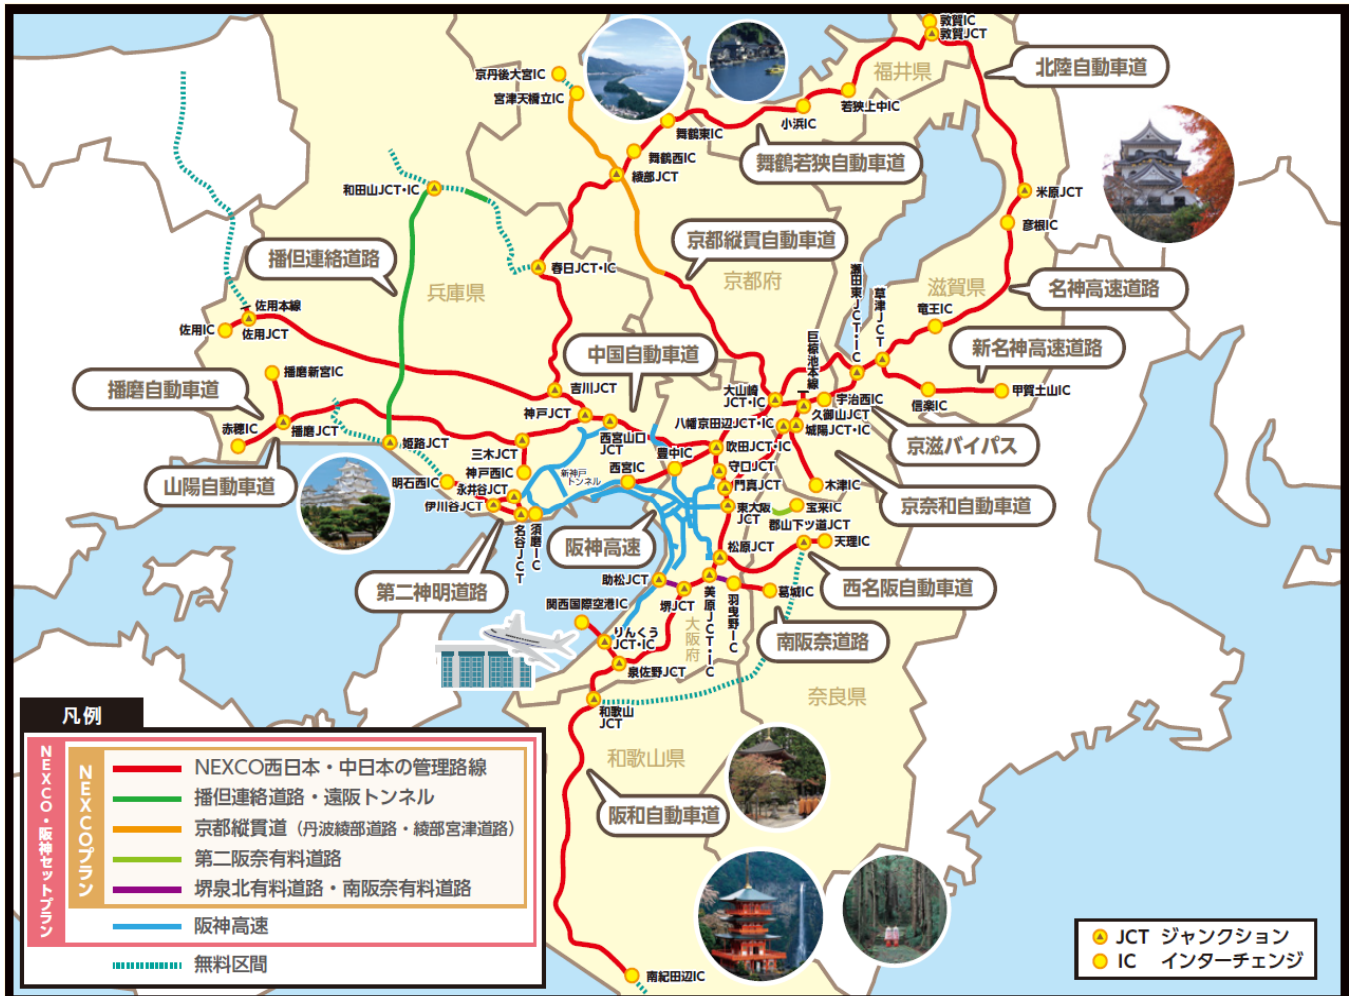 敦賀IC
敦賀JCT
北陸自動車道
福井県
京丹後大宮IC
宮津天橋立IC
若狭上中IC
小浜IC
舞鶴東IC
舞鶴若狭自動車道
舞鶴西IC
綾部JCT
和田山JCT・IC
米原JCT
彦根IC
京都縦貫自動車道
播但連絡道路
春日JCT・IC
京都府
瀬田東JCT・IC
草津JCT
滋賀県
名神高速道路
兵庫県
佐用本線
佐用IC
佐用JCT
竜王IC
巨椋池本線
新名神高速道路
中国自動車道
播磨新宮IC
播磨自動車道
吉川JCT
大山崎
JCT・IC
宇治西IC
信楽IC
甲賀土山IC
神戸JCT
久御山JCT
赤穂IC
播磨JCT
八幡京田辺JCT・IC
城陽JCT・IC
西宮山口
JCT
姫路JCT
三木JCT
吹田JCT・IC
京滋バイパス
豊中IC
西宮IC
守口JCT
神戸西IC
新神戸
トンネル
山陽自動車道
明石西IC
永井谷JCT
門真JCT
木津IC
伊川谷JCT
東大阪
JCT
宝来IC
京奈和自動車道
郡山下ツ道JCT
名谷JCT
須磨IC
阪神高速
松原JCT
天理IC
第二神明道路
助松JCT
西名阪自動車道
関西国際空港IC
堺JCT
美原JCT・IC
羽曳野IC
葛城IC
大阪府
りんくう
JCT・IC
南阪奈道路
泉佐野JCT
奈良県
和歌山
JCT
和歌山県
阪和自動車道
南紀田辺IC
凡例
NEXCO・阪神セットプラン
NEXCOプラン
NEXCO西日本・中日本の管理路線
播但連絡道路・遠阪トンネル
京都縦貫道（丹波綾部道路・綾部宮津道路）
第二阪奈有料道路
堺泉北有料道路・南阪奈有料道路
阪神高速
無料区間
JCT ジャンクション
IC インターチェンジ